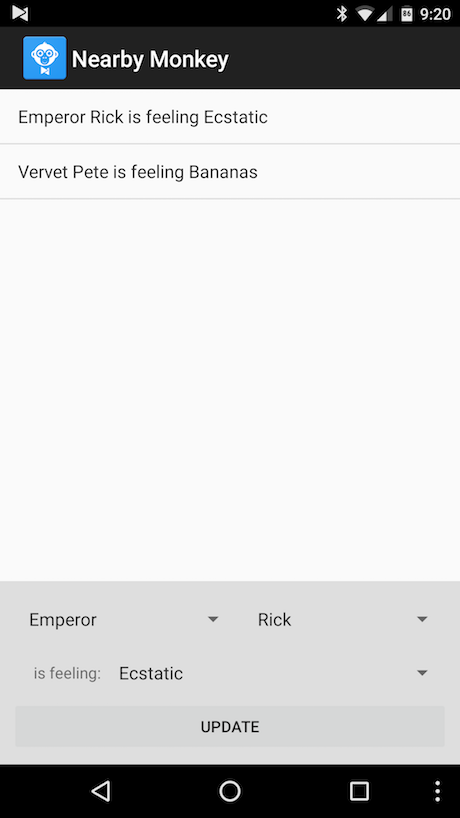 86 9:20
Nearby Monkey
Emperor Rick is feeling Ecstatic
Vervet Pete is feeling Bananas
Emperor Rick
is feeling: Ecstatic
UPDATE